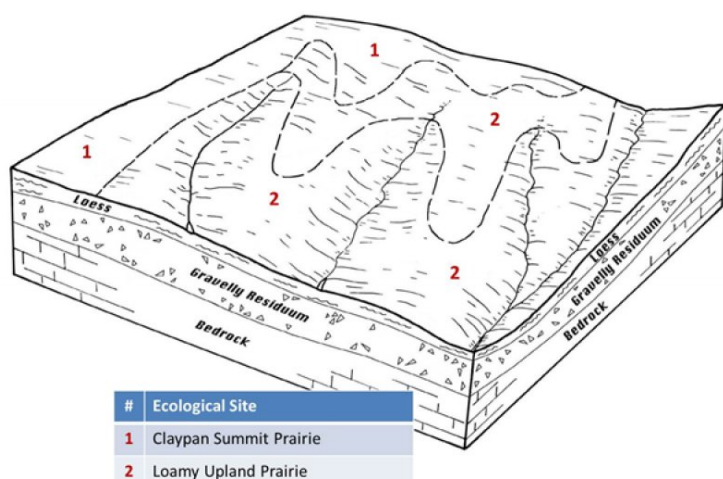 1
2
1
2
2
Loess
Gravelly Residuum
Bedrock
Loess
Gravelly Residuum
Bedrock
# Ecological Site
1 Claypan Summit Prairie
2 Loamy Upland Prairie